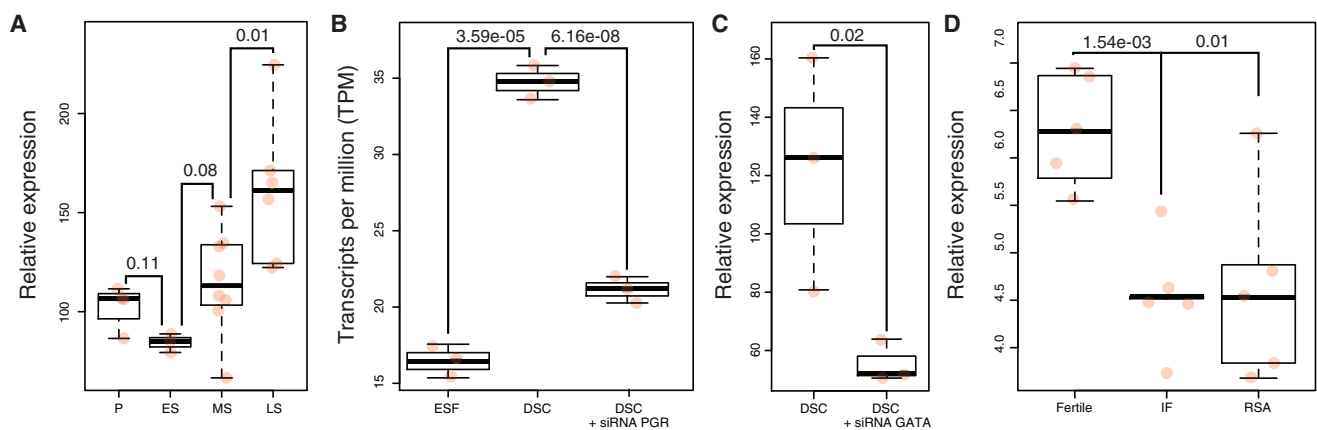 A
Relative expression
200
150
100
0.11
0.08
0.01
P
ES
MS
LS
B
Transcripts per million (TPM)
35
30
25
20
15
3.59e-05
6.16e-08
ESF
DSC
DSC
+ siRNA PGR
C
Relative expression
160
140
120
100
80
60
0.02
DSC
DSC
+ siRNA GATA
D
Relative expression
7.0
6.5
6.0
5.5
5.0
4.5
4.0
1.54e-03
0.01
Fertile
IF
RSA